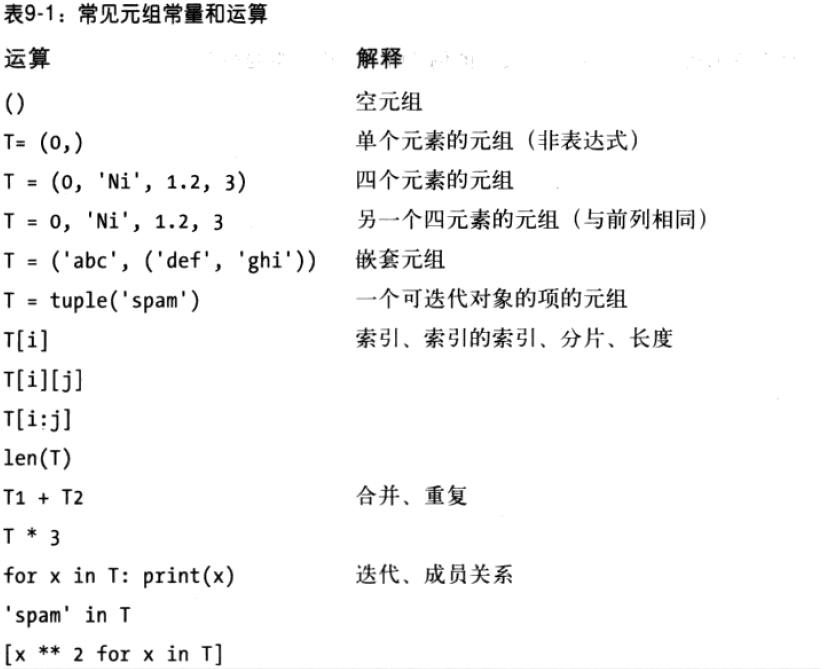 表9-1：常见元组常量和运算
运算 解释
() 空元组
T= (0,) 单个元素的元组（非表达式）
T = (0, 'Ni', 1.2, 3) 四个元素的元组
T = 0, 'Ni', 1.2, 3 另一个四元素的元组（与前列相同）
T = ('abc', ('def', 'ghi')) 嵌套元组
T = tuple('spam') 一个可迭代对象的项的元组
T[i] 索引、索引的索引、分片、长度
T[i][j]
T[i:j]
len(T)
T1 + T2 合并、重复
T * 3
for x in T: print(x) 迭代、成员关系
'spam' in T
[x ** 2 for x in T]